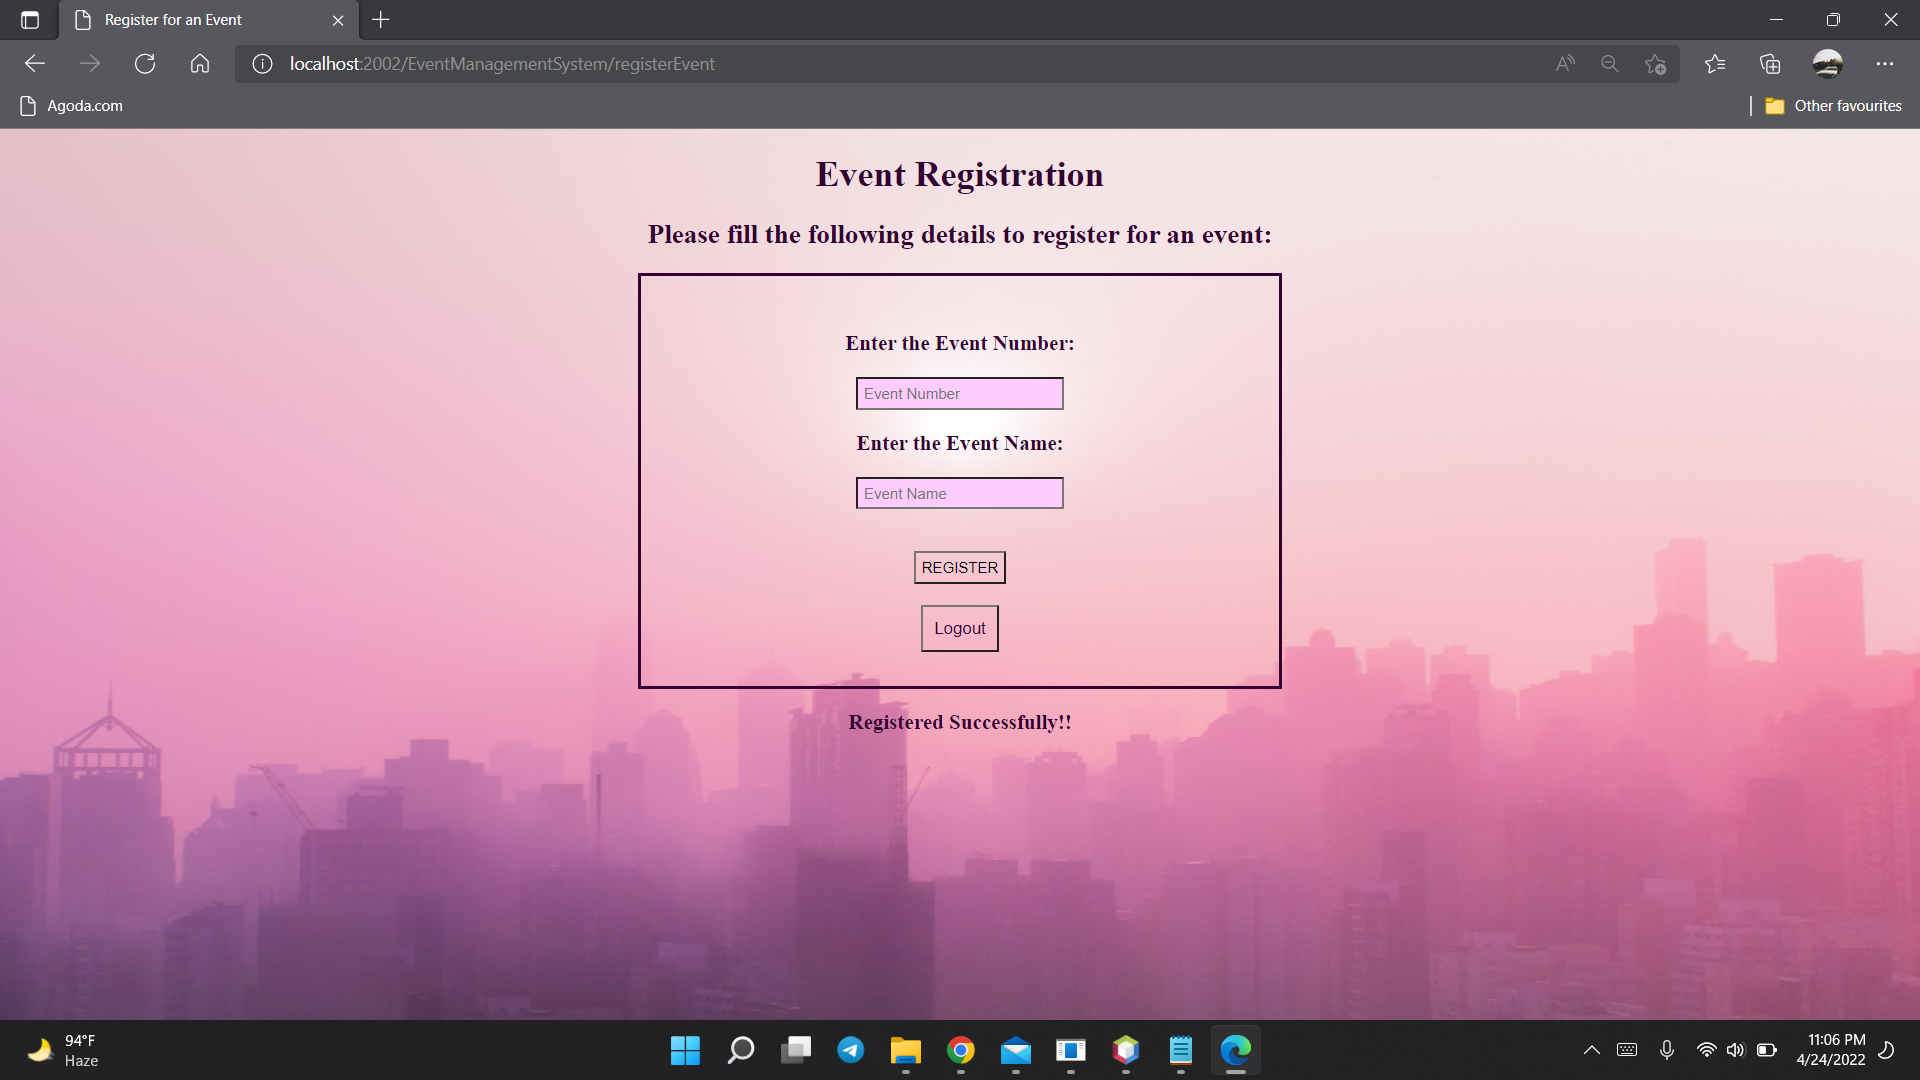 Register for an Event
localhost:2002/EventManagementSystem/registerEvent
Agoda.com
Other favourites
Event Registration
Please fill the following details to register for an event:
Enter the Event Number:
Event Number
Enter the Event Name:
Event Name
REGISTER
Logout
Registered Successfully!!
94°F
Haze
11:06 PM
4/24/2022